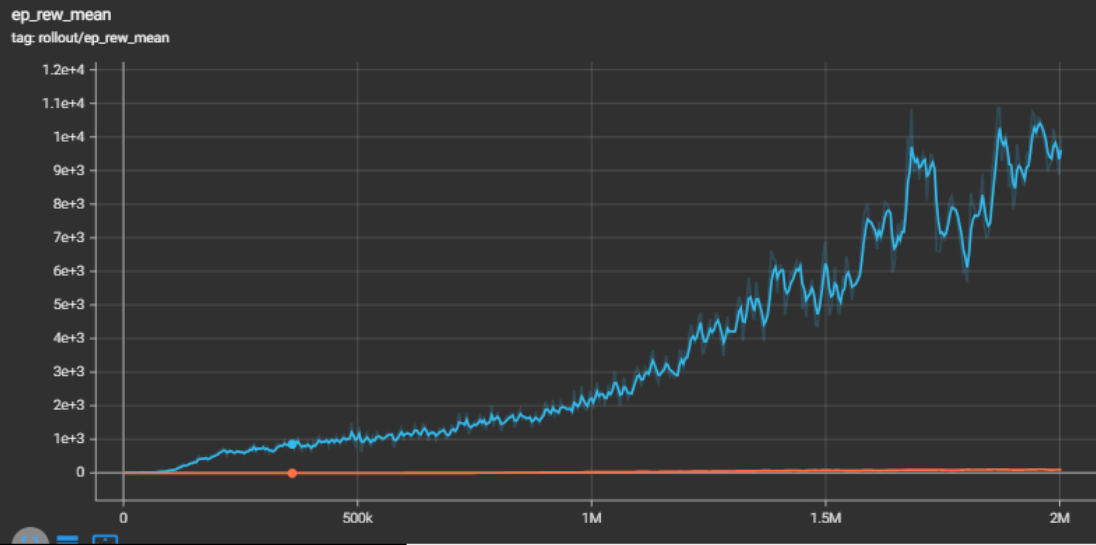 ep_rew_mean
tag: rollout/ep_rew_mean
1.2e+4
1.1e+4
1e+4
9e+3
8e+3
7e+3
6e+3
5e+3
4e+3
3e+3
2e+3
1e+3
0
0 500k 1M 1.5M 2M